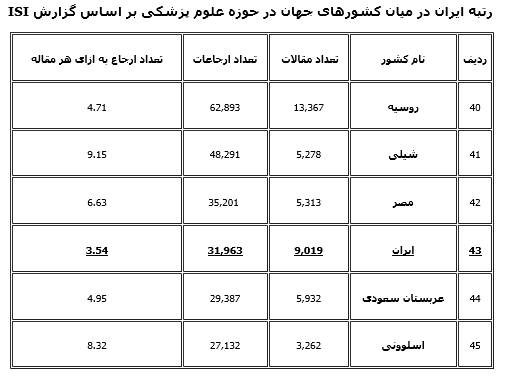 رتبه ایران در میان کشورهای جهان در حوزه علوم پزشکی بر اساس گزارش ISI
ردیف نام کشور تعداد مقالات تعداد ارجاعات تعداد ارجاع به ازای هر مقاله
40 روسیه 13,367 62,893 4.71
41 شیلی 5,278 48,291 9.15
42 مصر 5,313 35,201 6.63
43 ایران 9,019 31,963 3.54
44 عربستان سعودی 5,932 29,387 4.95
45 اسلوونی 3,262 27,132 8.32